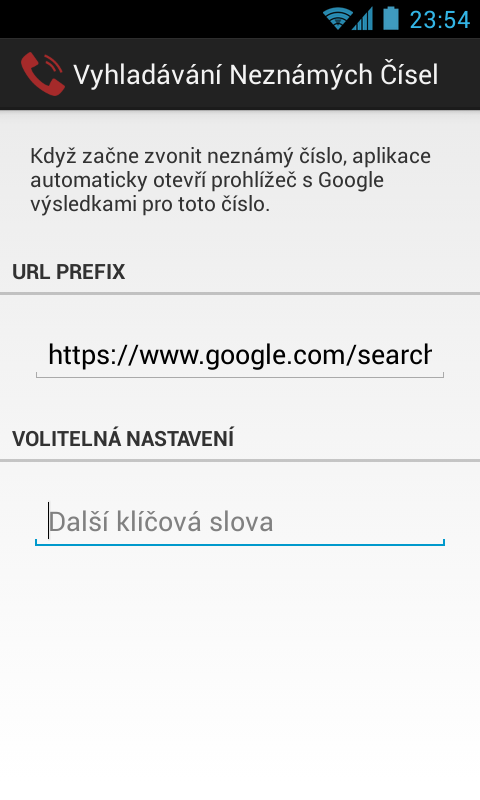 23:54
Vyhladávání Neznámých Čísel
Když začne zvonit neznámý číslo, aplikace
automaticky otevří prohlížeč s Google
výsledkami pro toto číslo.
URL PREFIX
https://www.google.com/search
VOLITELNÁ NASTAVENÍ
Další klíčová slova